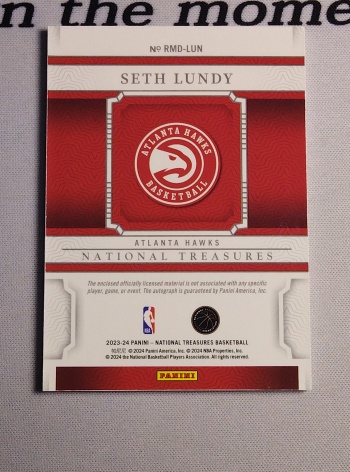 n the mome
Nº RMD-LUN
SETH LUNDY
ATLANTA HAWKS
BASKETBALL
ATLANTA HAWKS
NATIONAL TREASURES
The enclosed officially licensed material is not associated with any specific
player, game, or event. The autograph is guaranteed by Panini America, Inc.
NBA
2023-24 PANINI – NATIONAL TREASURES BASKETBALL
© 2024 Panini America, Inc. © 2024 NBA Properties, Inc.
© 2024 the National Basketball Players Association. All rights reserved.
PANINI